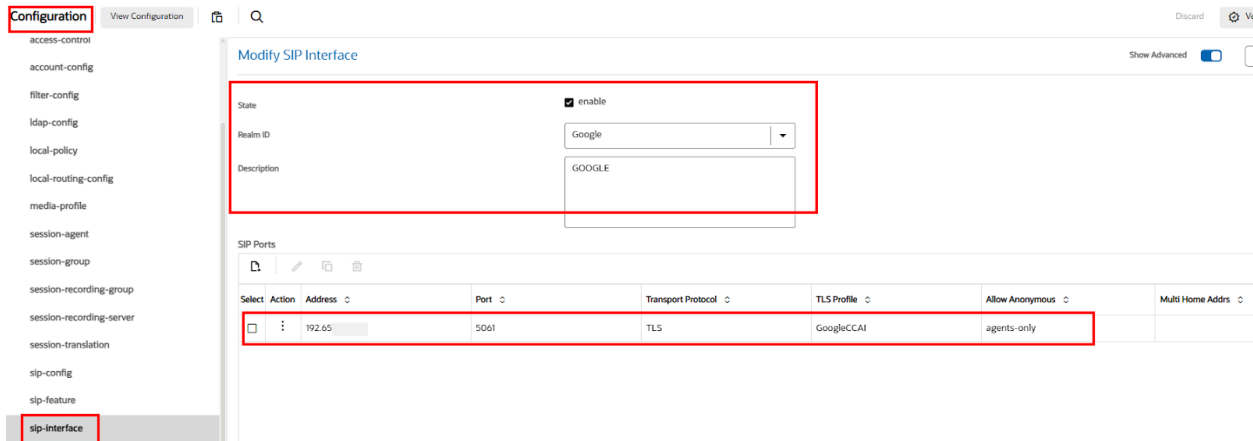 Configuration
View Configuration
Discard
access-control
account-config
filter-config
ldap-config
local-policy
local-routing-config
media-profile
session-agent
session-group
session-recording-group
session-recording-server
session-translation
sip-config
sip-feature
sip-interface
Modify SIP Interface
Show Advanced
State
enable
Realm ID
Google
Description
GOOGLE
SIP Ports
Select Action Address Port Transport Protocol TLS Profile Allow Anonymous Multi Home Addrs
192.65 5061 TLS GoogleCCAI agents-only